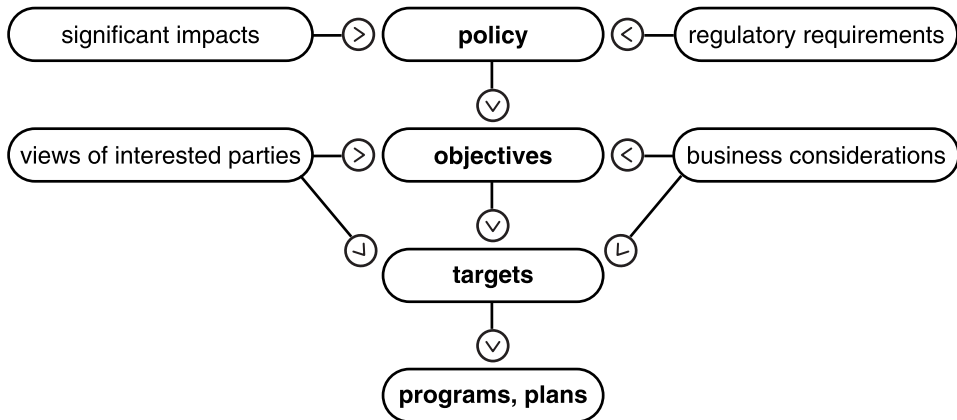 significant impacts
policy
regulatory requirements
views of interested parties
objectives
business considerations
targets
programs, plans